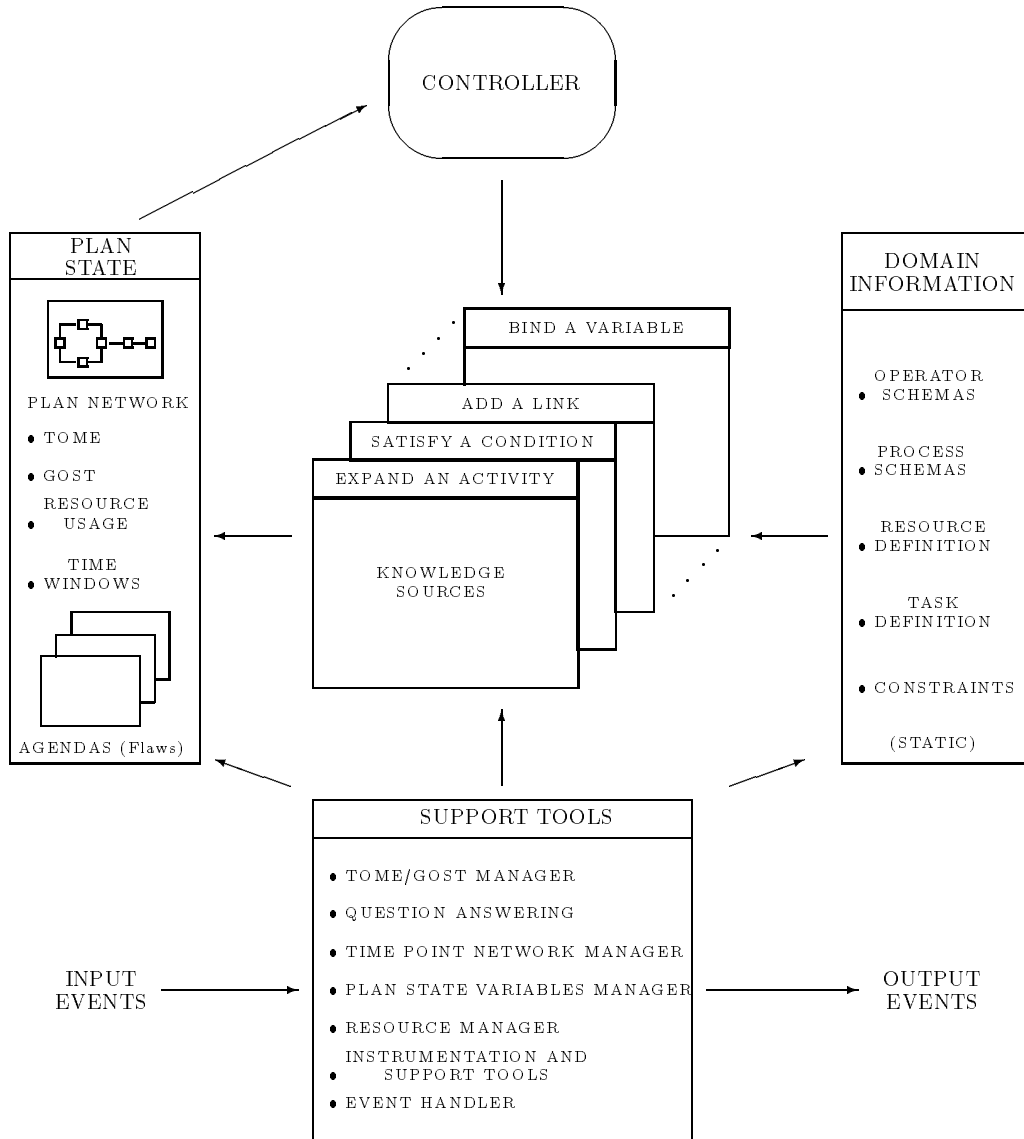 CONTROLLER
PLAN
STATE
PLAN NETWORK
• TOME
• GOST
RESOURCE
• USAGE
TIME
• WINDOWS
AGENDAS (Flaws)
BIND A VARIABLE
ADD A LINK
SATISFY A CONDITION
EXPAND AN ACTIVITY
KNOWLEDGE
SOURCES
DOMAIN
INFORMATION
OPERATOR
• SCHEMAS
PROCESS
• SCHEMAS
RESOURCE
• DEFINITION
TASK
• DEFINITION
• CONSTRAINTS
(STATIC)
SUPPORT TOOLS
• TOME/GOST MANAGER
• QUESTION ANSWERING
• TIME POINT NETWORK MANAGER
• PLAN STATE VARIABLES MANAGER
• RESOURCE MANAGER
INSTRUMENTATION AND
• SUPPORT TOOLS
• EVENT HANDLER
INPUT
EVENTS
OUTPUT
EVENTS